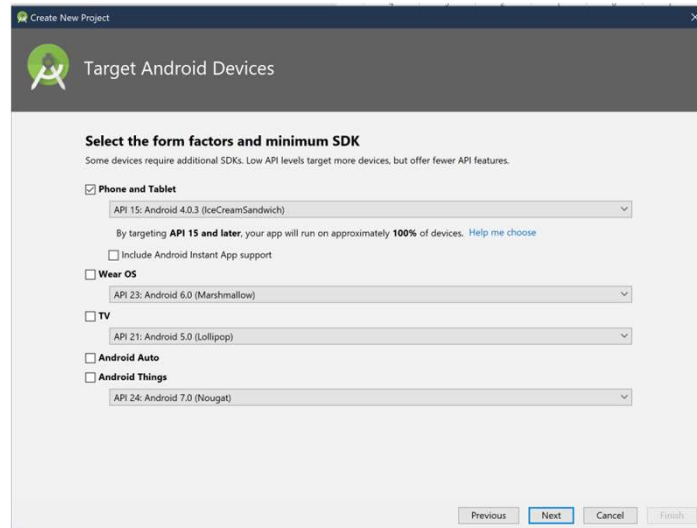 Create New Project
Target Android Devices
Select the form factors and minimum SDK
Some devices require additional SDKs. Low API levels target more devices, but offer fewer API features.
Phone and Tablet
API 15: Android 4.0.3 (IceCreamSandwich)
By targeting API 15 and later, your app will run on approximately 100% of devices. Help me choose
Include Android Instant App support
Wear OS
API 23: Android 6.0 (Marshmallow)
TV
API 21: Android 5.0 (Lollipop)
Android Auto
Android Things
API 24: Android 7.0 (Nougat)
Previous Next Cancel Finish